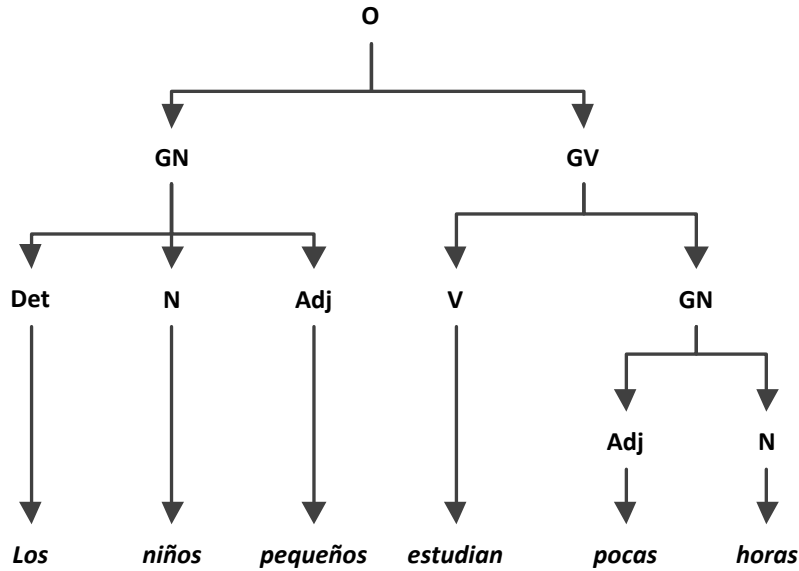 O
GN GV
Det N Adj V GN
Adj N
Los niños pequeños estudian pocas horas